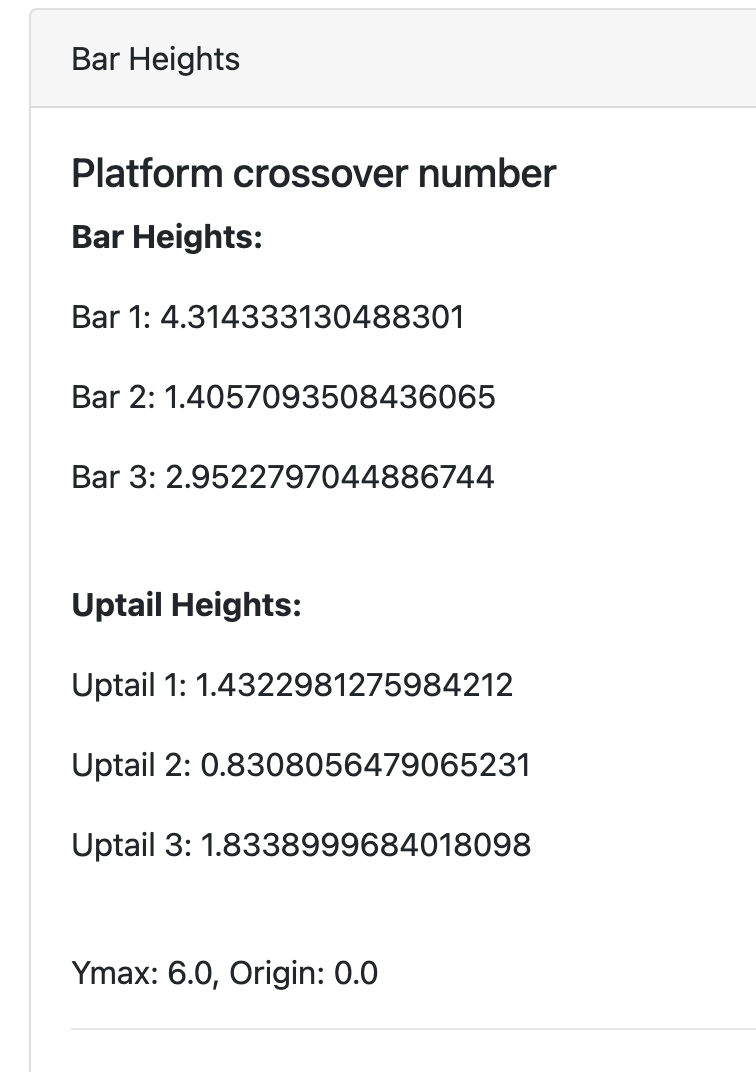 Bar Heights
Platform crossover number
Bar Heights:
Bar 1: 4.314333130488301
Bar 2: 1.4057093508436065
Bar 3: 2.9522797044886744
Uptail Heights:
Uptail 1: 1.4322981275984212
Uptail 2: 0.8308056479065231
Uptail 3: 1.8338999684018098
Ymax: 6.0, Origin: 0.0